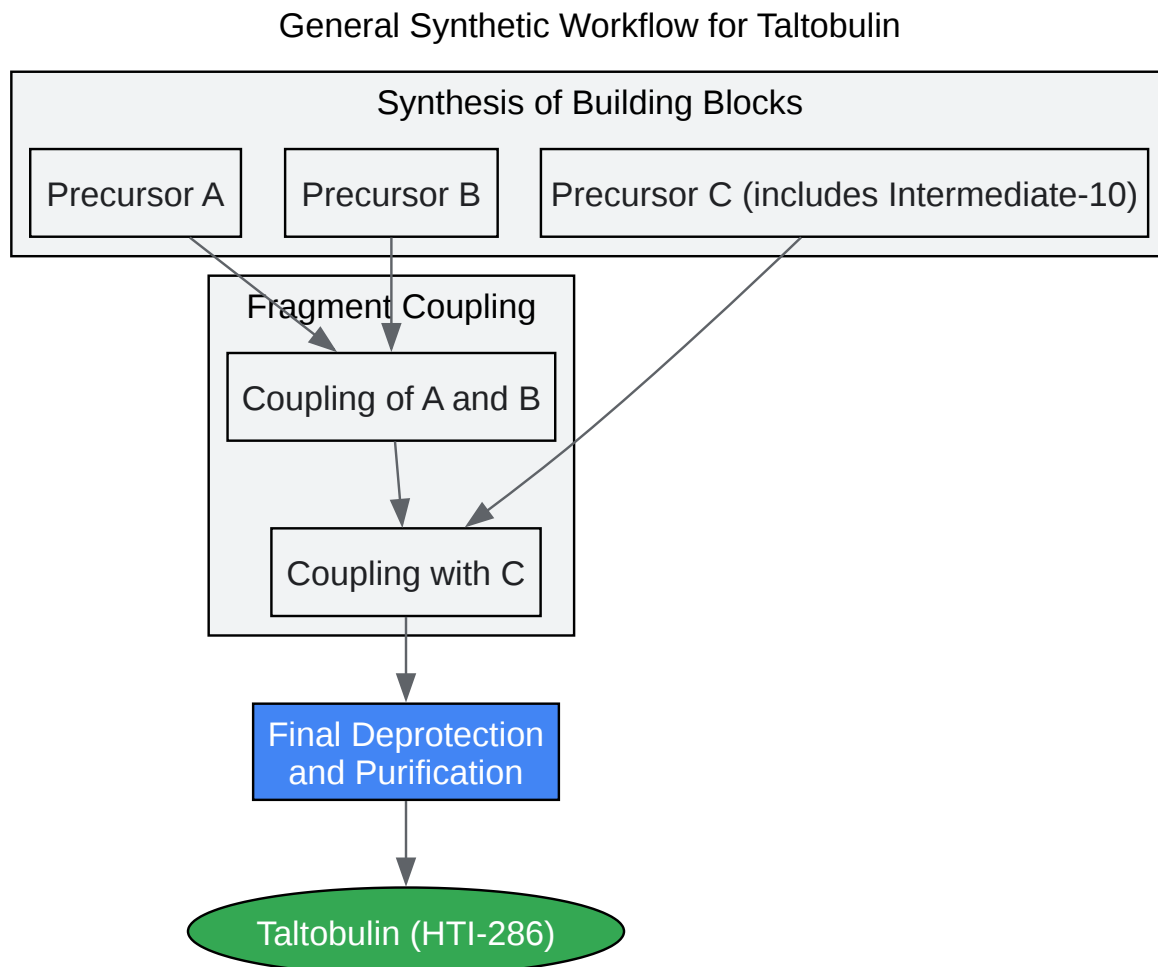 General Synthetic Workflow for Taltobulin
Synthesis of Building Blocks
Precursor A
Precursor B
Precursor C (includes Intermediate-10)
Fragment Coupling
Coupling of A and B
Coupling with C
Final Deprotection
and Purification
Taltobulin (HTI-286)